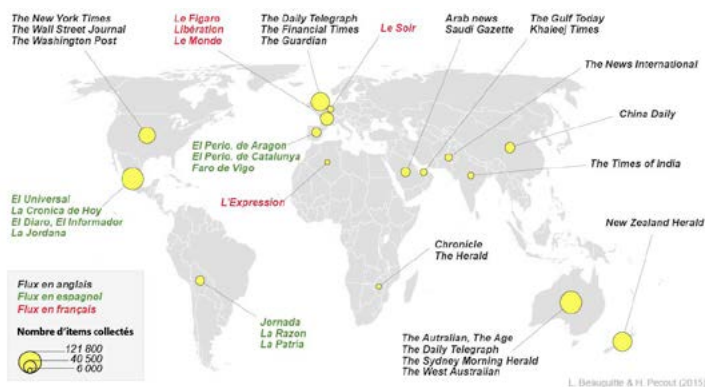 The New York Times
The Wall Street Journal
The Washington Post
Le Figaro
Libération
Le Monde
The Daily Telegraph
The Financial Times
The Guardian
Le Soir
Arab news
Saudi Gazette
The Gulf Today
Khaleej Times
The News International
China Daily
The Times of India
El Perio. de Aragon
El Perio. de Catalunya
Faro de Vigo
L'Expression
El Universal
La Cronica de Hoy
El Diaro, El Informador
La Jordana
New Zealand Herald
Chronicle
The Herald
Jornada
La Razon
La Patria
The Autralian, The Age
The Daily Telegraph
The Sydney Morning Herald
The West Australian
Flux en anglais
Flux en espagnol
Flux en français
Nombre d'items collectés
121 800
40 500
6 000
L. Beauguitte & H. Pecout (2015)